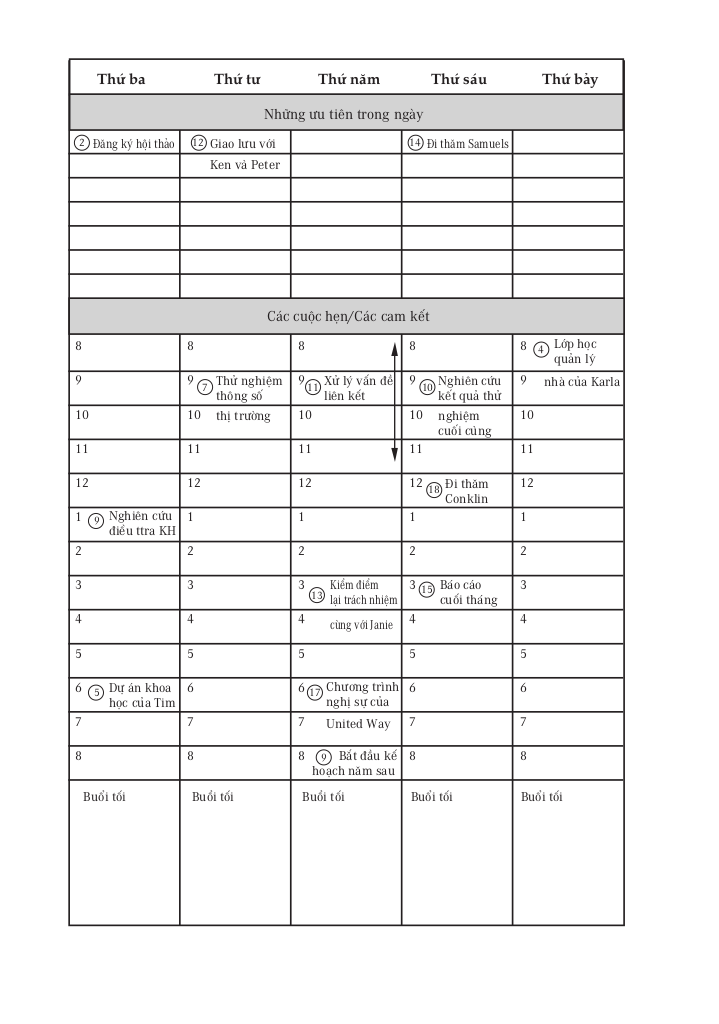 Thứ ba Thứ tư Thứ năm Thứ sáu Thứ bảy
Những ưu tiên trong ngày
2 Đăng ký hội thảo 12 Giao lưu với 14 Đi thăm Samuels
Ken và Peter
Các cuộc hẹn/Các cam kết
8 8 8 8 8 4 Lớp học
quản lý
9 9 7 Thử nghiệm 9 11 Xử lý vấn đề 9 10 Nghiên cứu 9 nhà của Karla
thông số liên kết kết quả thử
10 10 thị trường 10 10 nghiệm 10
cuối cùng
11 11 11 11 11
12 12 12 12 18 Đi thăm 12
Conklin
1 9 Nghiên cứu 1 1 1 1
điều ttra KH
2 2 2 2 2
3 3 3 13 Kiểm điểm 3 15 Báo cáo 3
lại trách nhiệm cuối tháng
4 4 4 cùng với Janie 4 4
5 5 5 5 5
6 5 Dự án khoa 6 6 17 Chương trình 6 6
học của Tim nghị sự của
7 7 7 United Way 7 7
8 8 8 9 Bắt đầu kế 8 8
hoạch năm sau
Buổi tối Buổi tối Buổi tối Buổi tối Buổi tối